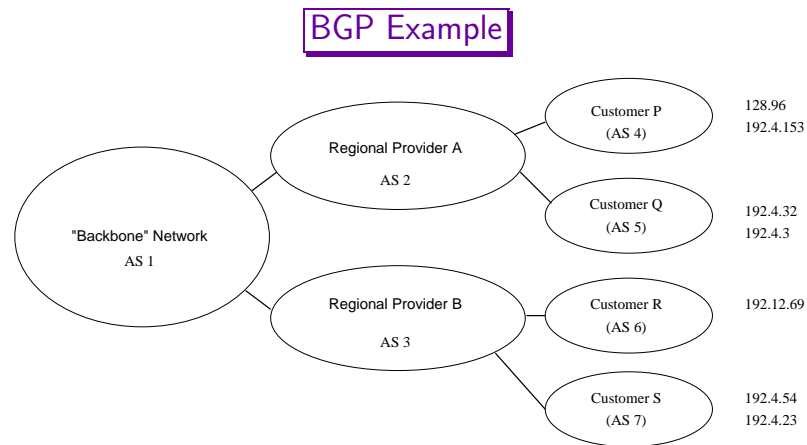 BGP Example
"Backbone" Network
AS 1
Regional Provider A
AS 2
Regional Provider B
AS 3
Customer P
(AS 4)
128.96
192.4.153
Customer Q
(AS 5)
192.4.32
192.4.3
Customer R
(AS 6)
192.12.69
Customer S
(AS 7)
192.4.54
192.4.23